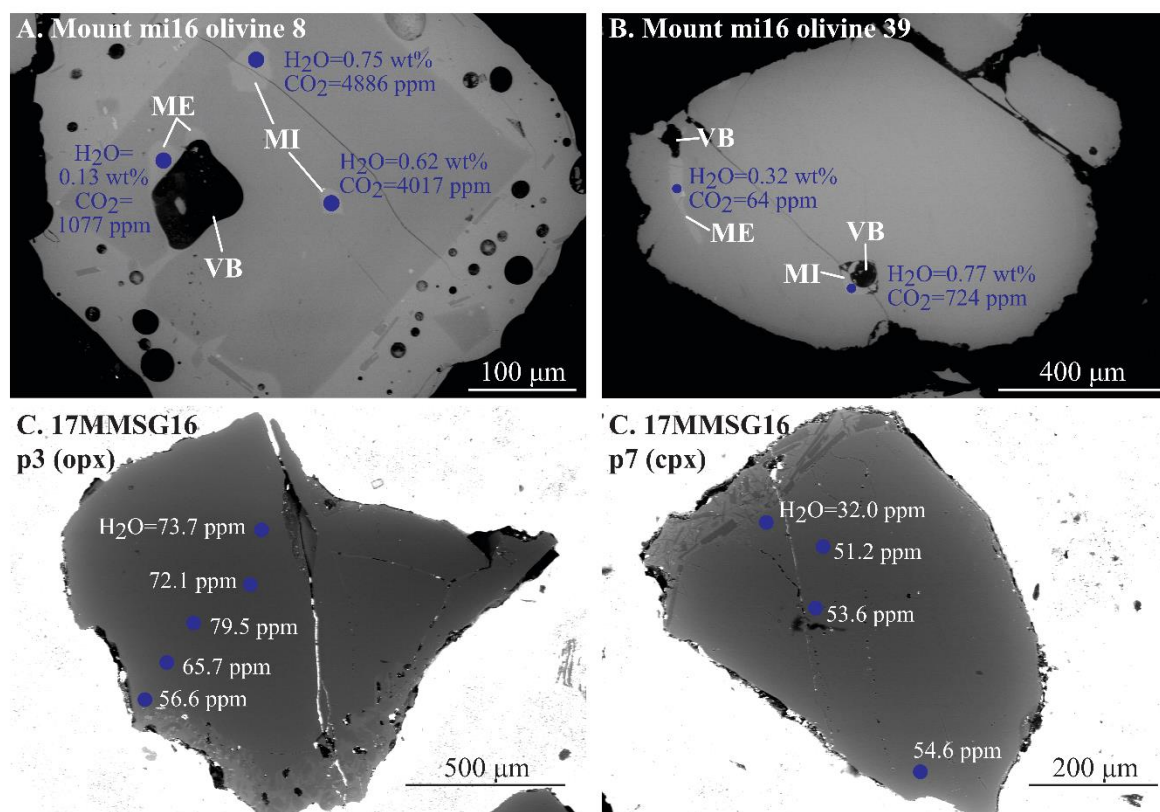 A. Mount mi16 olivine 8
H₂O=0.75 wt%
CO₂=4886 ppm
ME
MI
H₂O=
0.13 wt%
CO₂=
1077 ppm
H₂O=0.62 wt%
CO₂=4017 ppm
VB
100 µm
B. Mount mi16 olivine 39
VB
H₂O=0.32 wt%
CO₂=64 ppm
ME
VB
MI
H₂O=0.77 wt%
CO₂=724 ppm
400 µm
C. 17MMSG16
p3 (opx)
H₂O=73.7 ppm
72.1 ppm
79.5 ppm
65.7 ppm
56.6 ppm
500 µm
C. 17MMSG16
p7 (cpx)
H₂O=32.0 ppm
51.2 ppm
53.6 ppm
54.6 ppm
200 µm